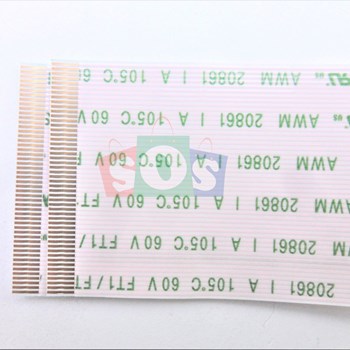 20861 I A 105°C 60 V FT1 / FT
20861 I A 105°C 60 V FT1/
AWM 20861 I A 105°C 60 V FT1
SOS
AWM 20861 I A 105°C 60 V
AWM 20861 I A 105°C 60 V
AWM 20861 I A 105°C 60 V